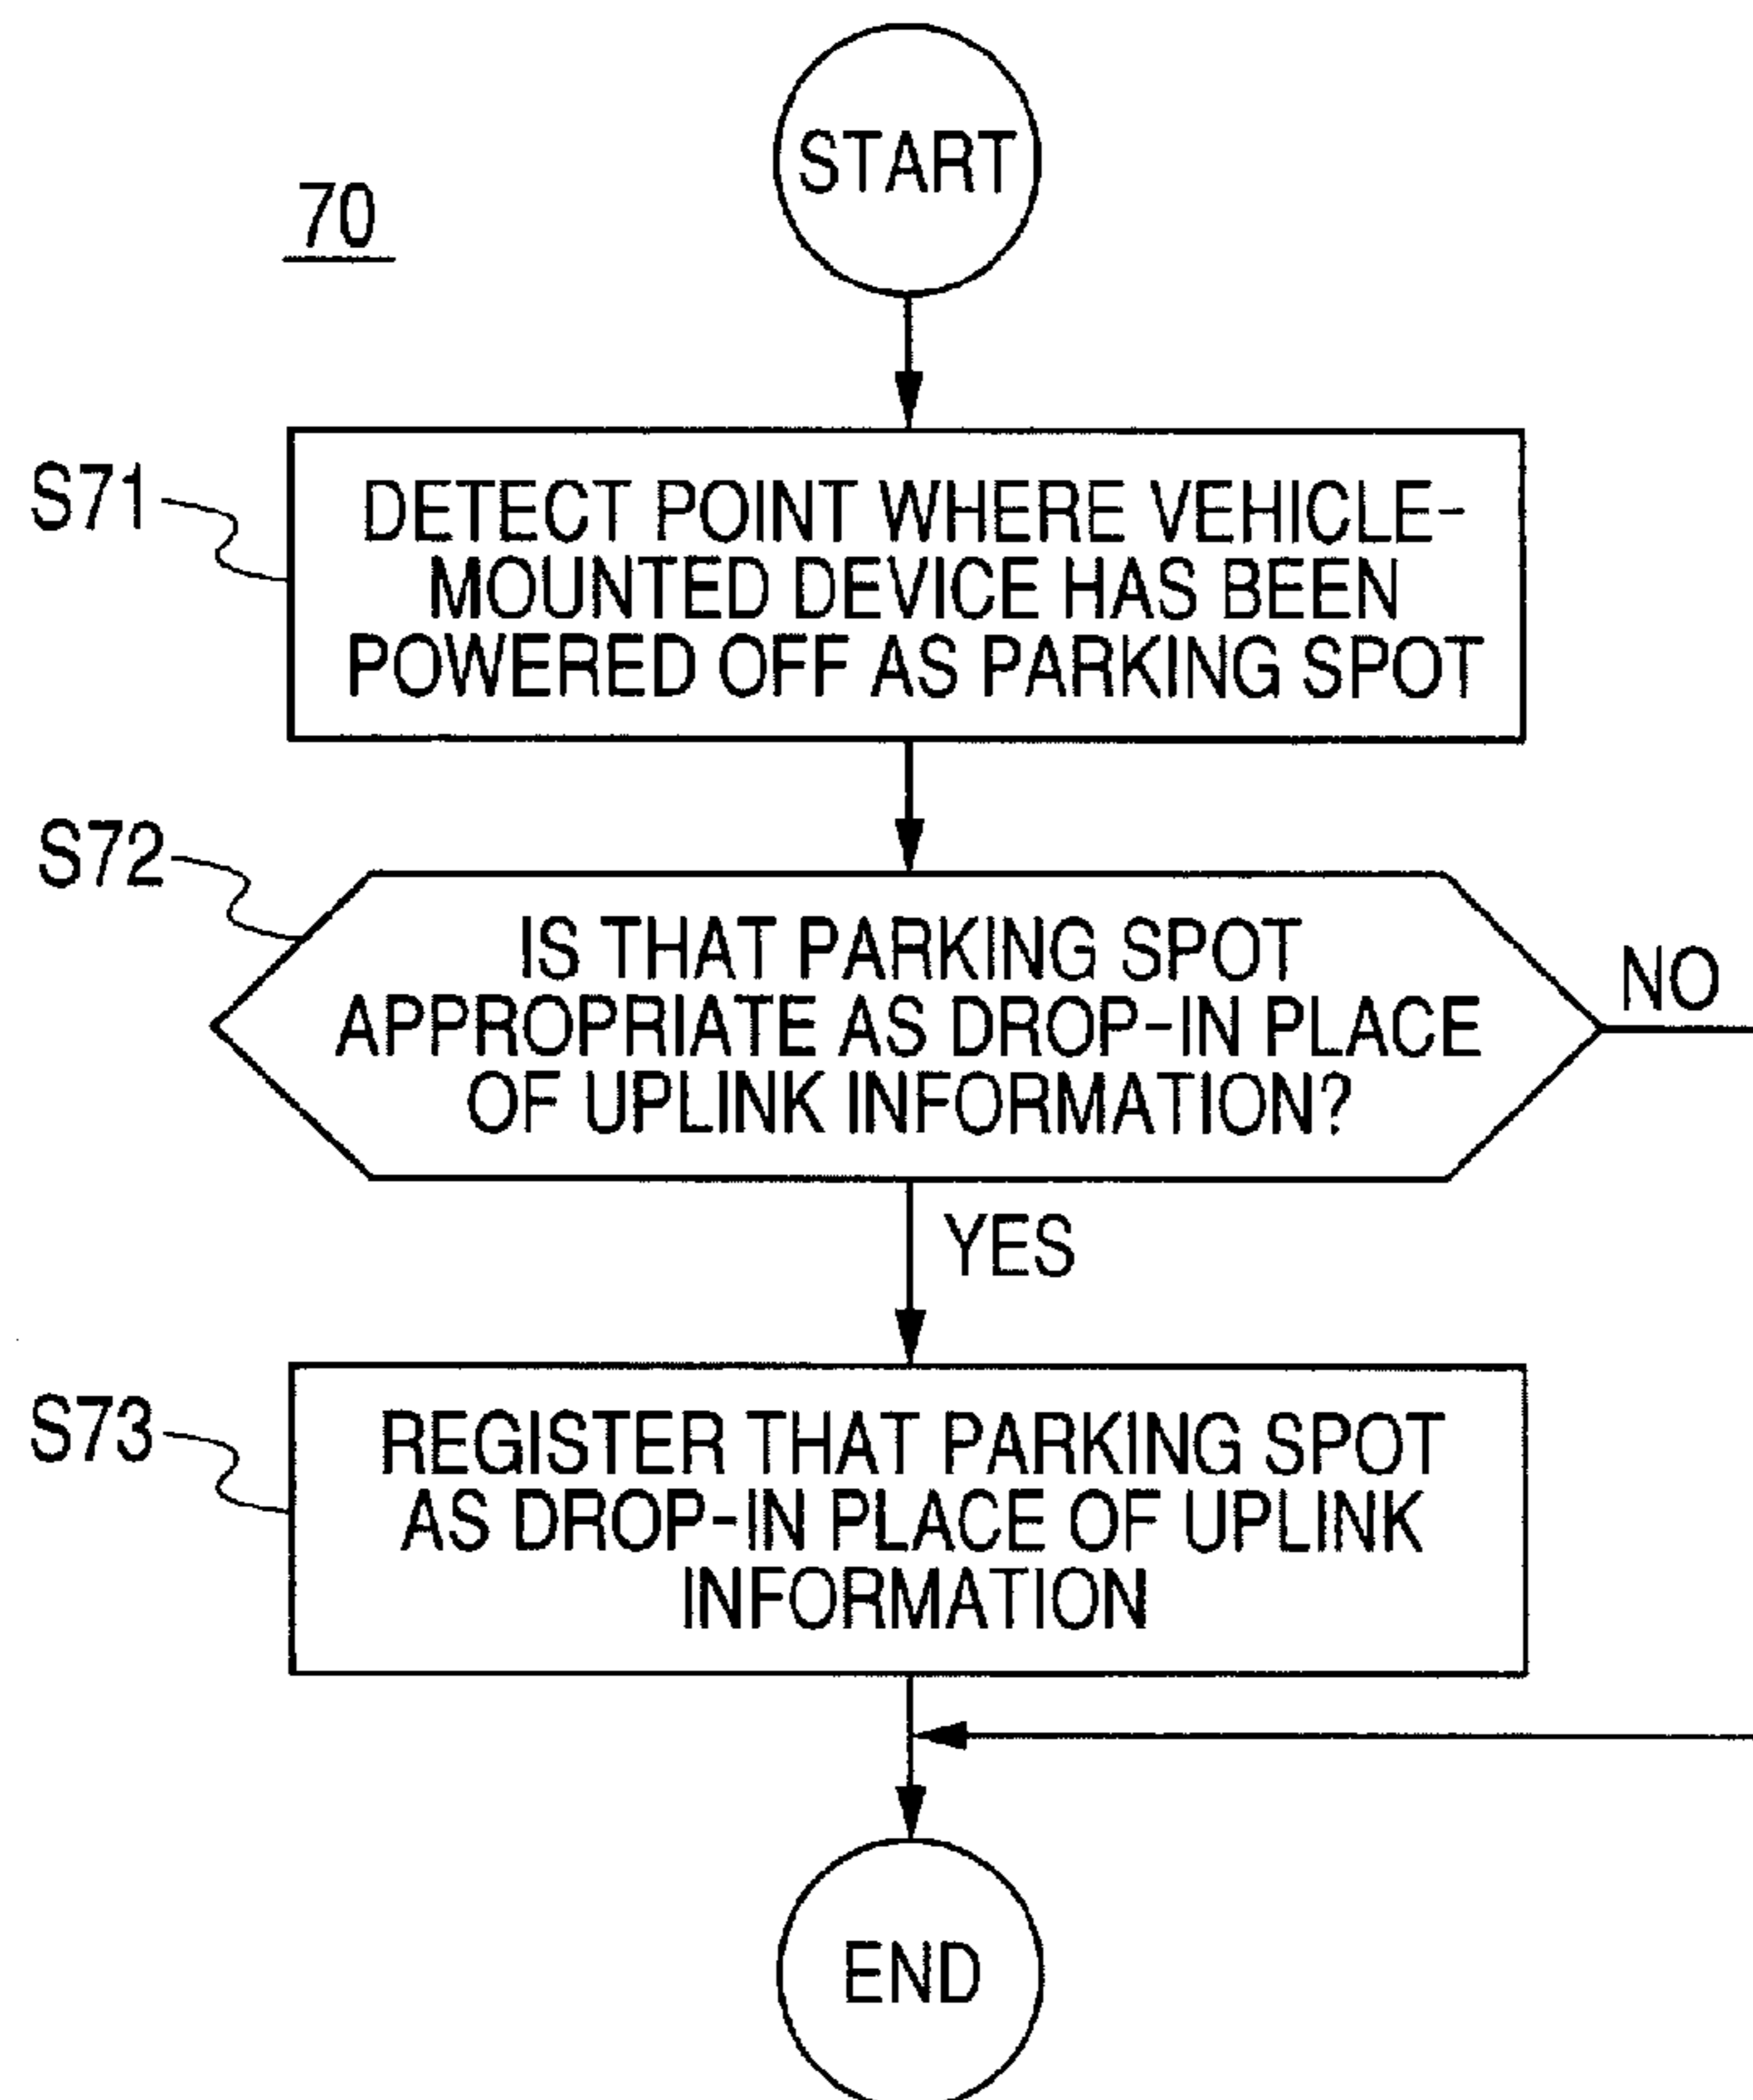 START
70
S71
DETECT POINT WHERE VEHICLE-
MOUNTED DEVICE HAS BEEN
POWERED OFF AS PARKING SPOT
S72
IS THAT PARKING SPOT
APPROPRIATE AS DROP-IN PLACE
OF UPLINK INFORMATION?
NO
YES
S73
REGISTER THAT PARKING SPOT
AS DROP-IN PLACE OF UPLINK
INFORMATION
END